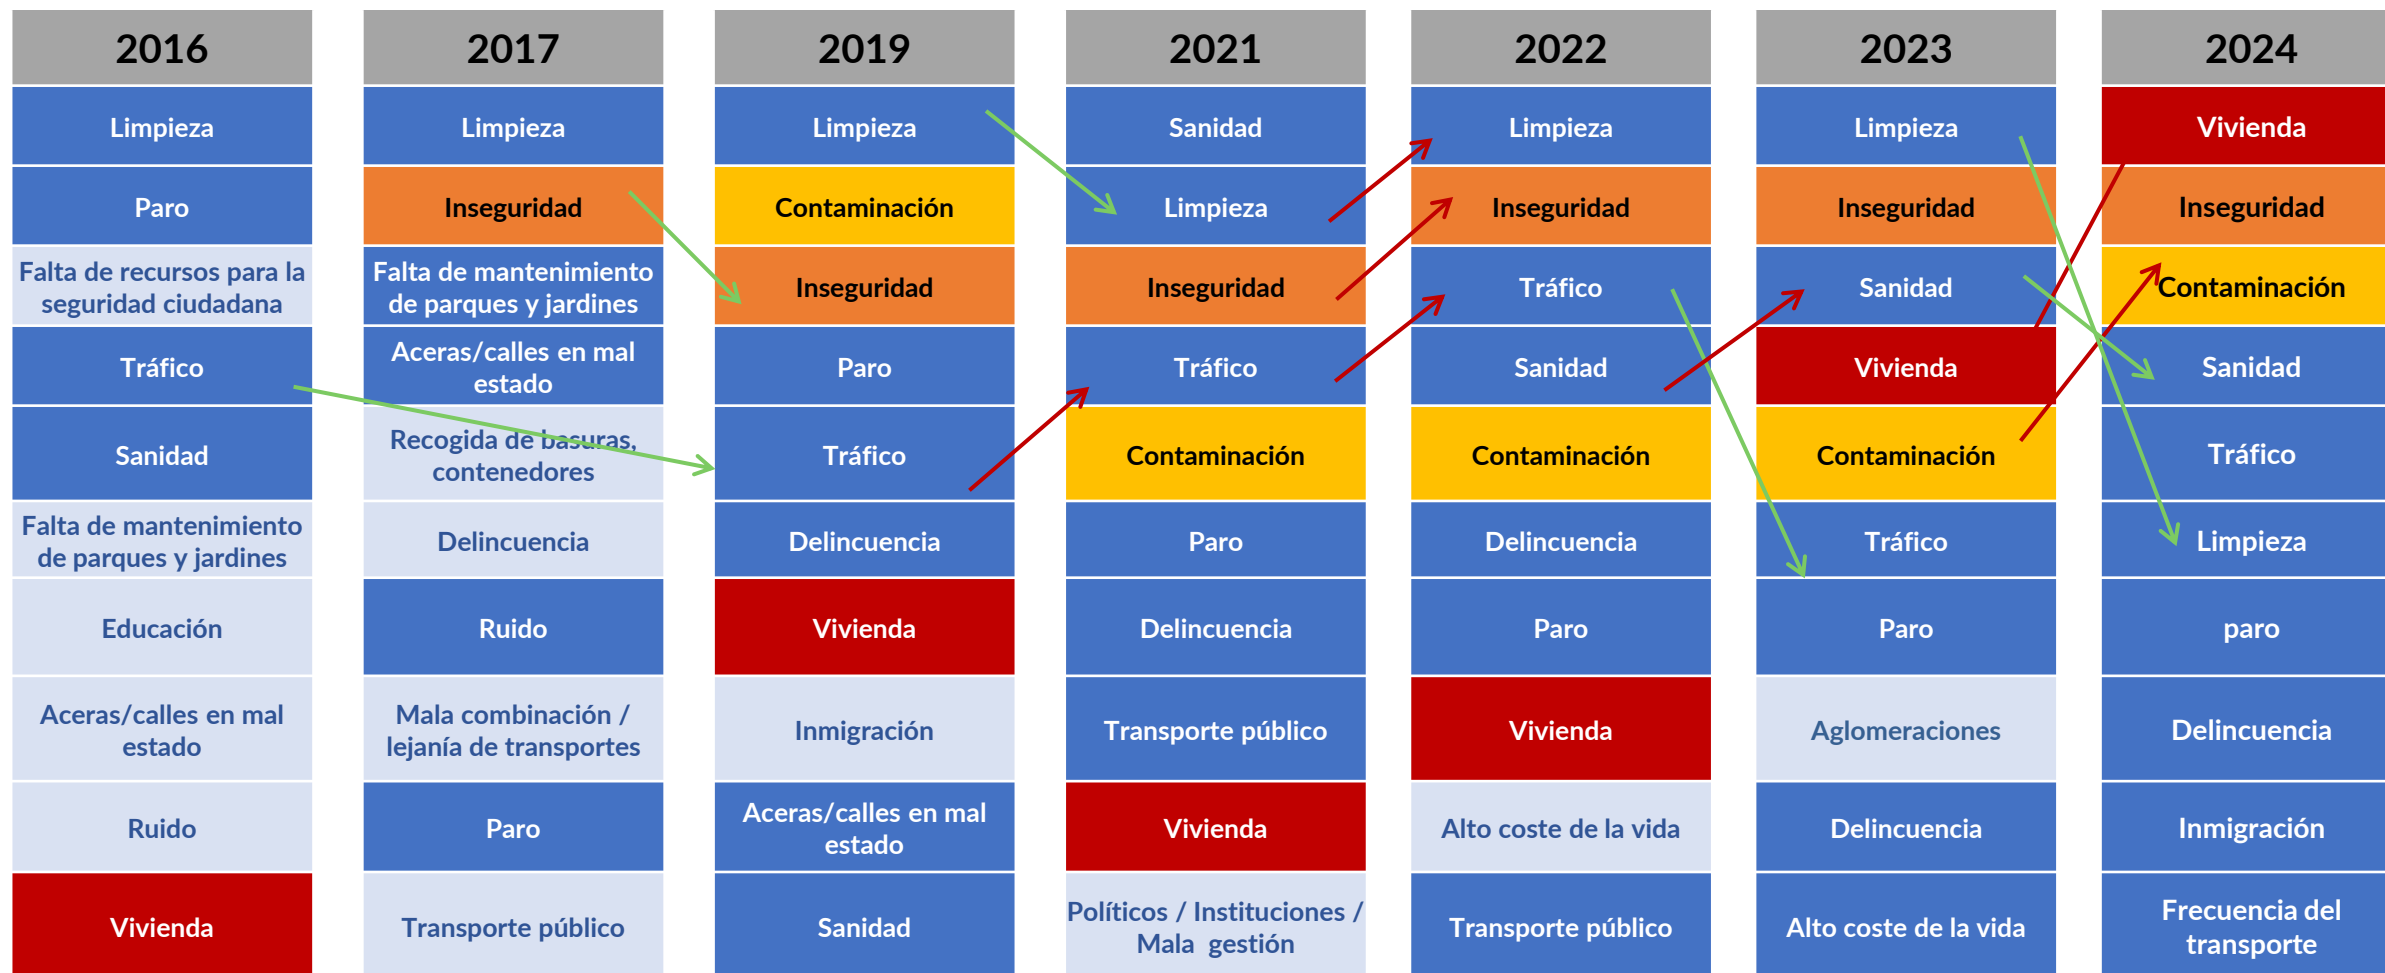 2016
2017
2019
2021
2022
2023
2024
Limpieza
Limpieza
Limpieza
Sanidad
Limpieza
Limpieza
Vivienda
Paro
Inseguridad
Contaminación
Limpieza
Inseguridad
Inseguridad
Inseguridad
Falta de recursos para la
seguridad ciudadana
Falta de mantenimiento
de parques y jardines
Inseguridad
Inseguridad
Tráfico
Sanidad
Contaminación
Tráfico
Aceras/calles en mal
estado
Paro
Tráfico
Sanidad
Vivienda
Sanidad
Sanidad
Recogida de basuras,
contenedores
Tráfico
Contaminación
Contaminación
Contaminación
Tráfico
Falta de mantenimiento
de parques y jardines
Delincuencia
Delincuencia
Paro
Delincuencia
Tráfico
Limpieza
Educación
Ruido
Vivienda
Delincuencia
Paro
Paro
paro
Aceras/calles en mal
estado
Mala combinación /
lejanía de transportes
Inmigración
Transporte público
Vivienda
Aglomeraciones
Delincuencia
Ruido
Paro
Aceras/calles en mal
estado
Vivienda
Alto coste de la vida
Delincuencia
Inmigración
Vivienda
Transporte público
Sanidad
Políticos / Instituciones /
Mala  gestión
Transporte público
Alto coste de la vida
Frecuencia del
transporte